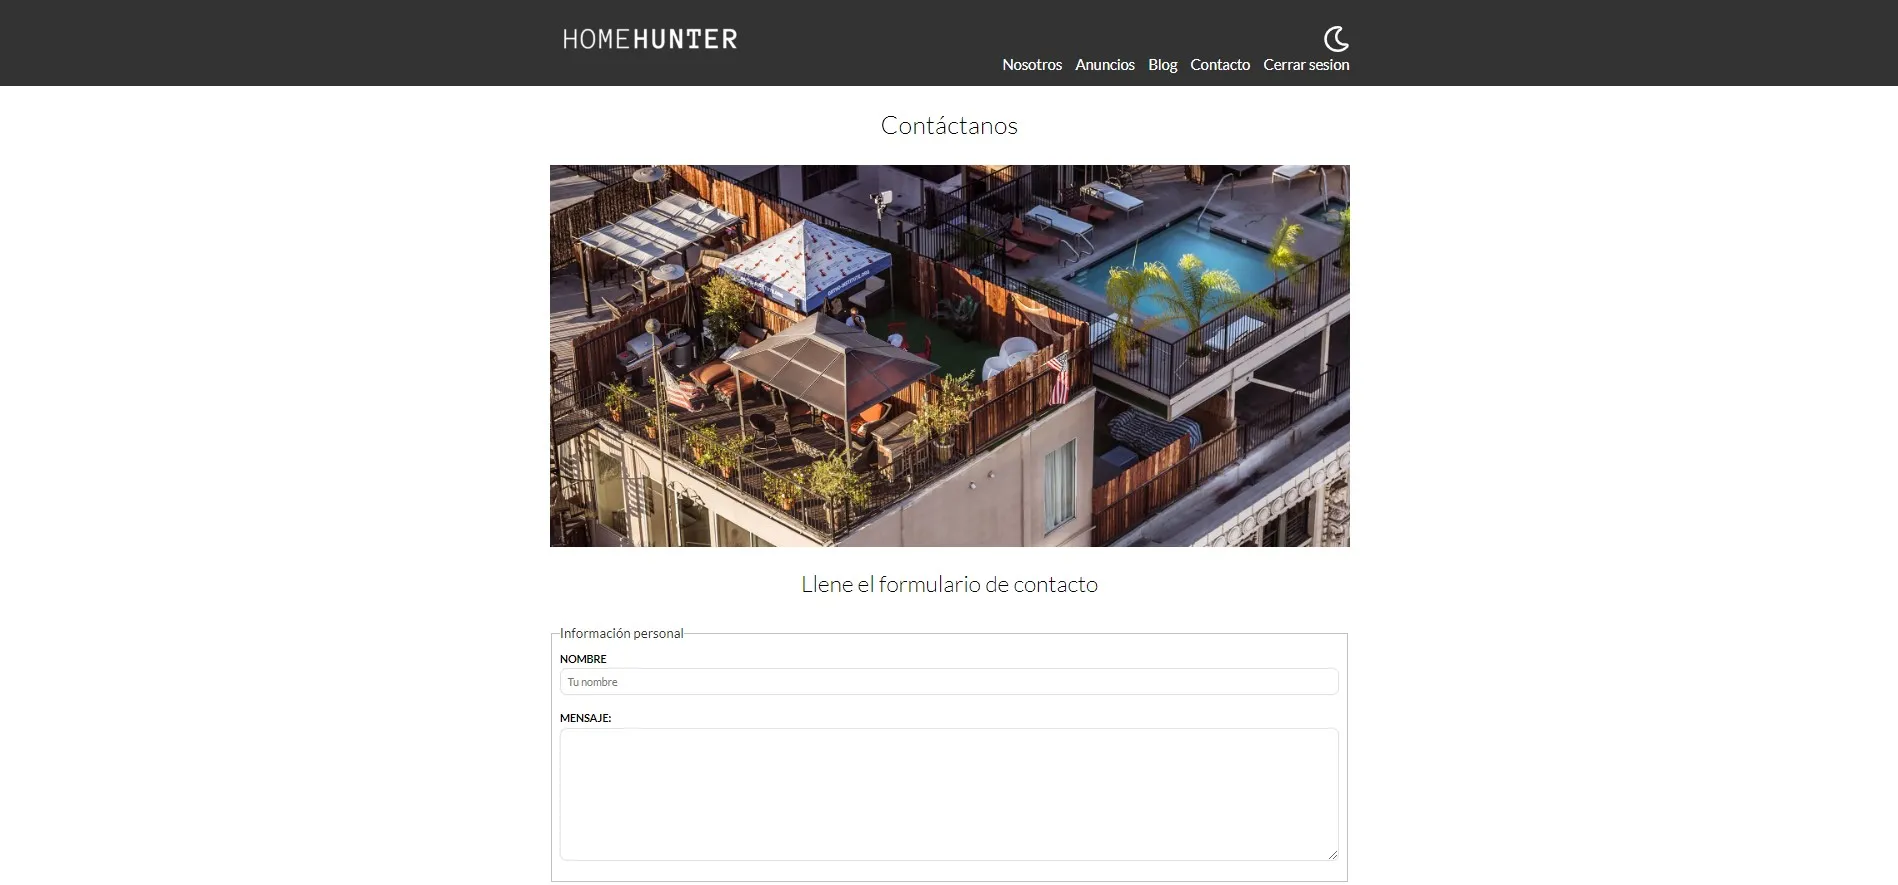 HOMEHUNTER
Nosotros Anuncios Blog Contacto Cerrar sesion
Contáctanos
Llene el formulario de contacto
Información personal
NOMBRE
Tu nombre
MENSAJE: